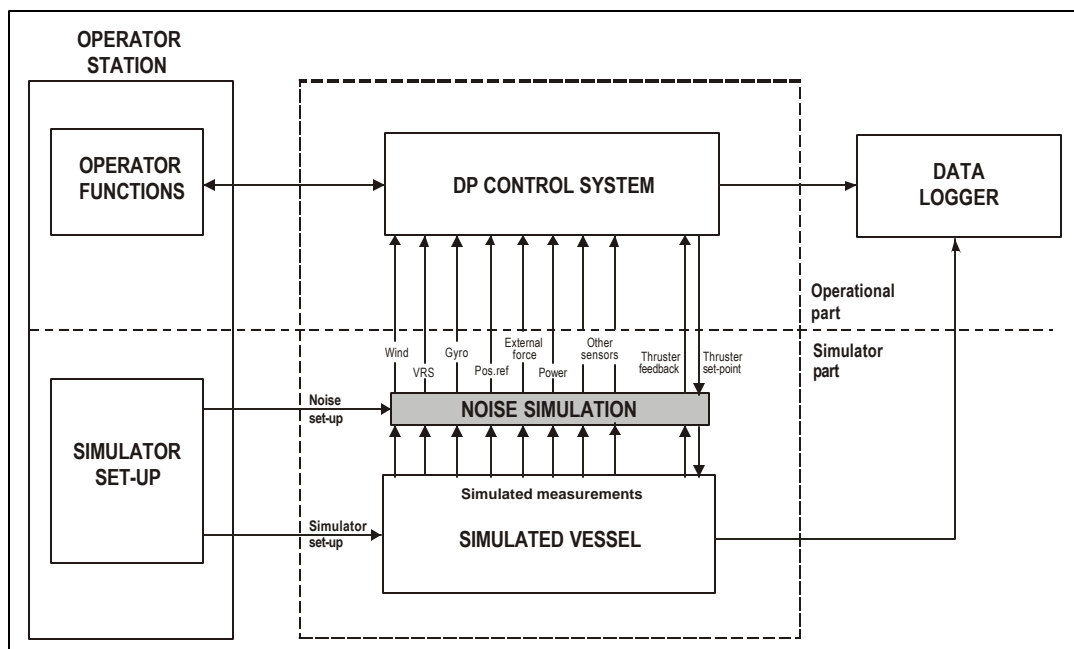 OPERATOR
STATION
OPERATOR
FUNCTIONS
DP CONTROL SYSTEM
DATA
LOGGER
Operational
part
Simulator
part
Wind
VRS
Gyro
Pos.ref
External
force
Power
Other
sensors
Thruster
feedback
Thruster
set-point
Noise
set-up
NOISE SIMULATION
SIMULATOR
SET-UP
Simulated measurements
Simulator
set-up
SIMULATED VESSEL